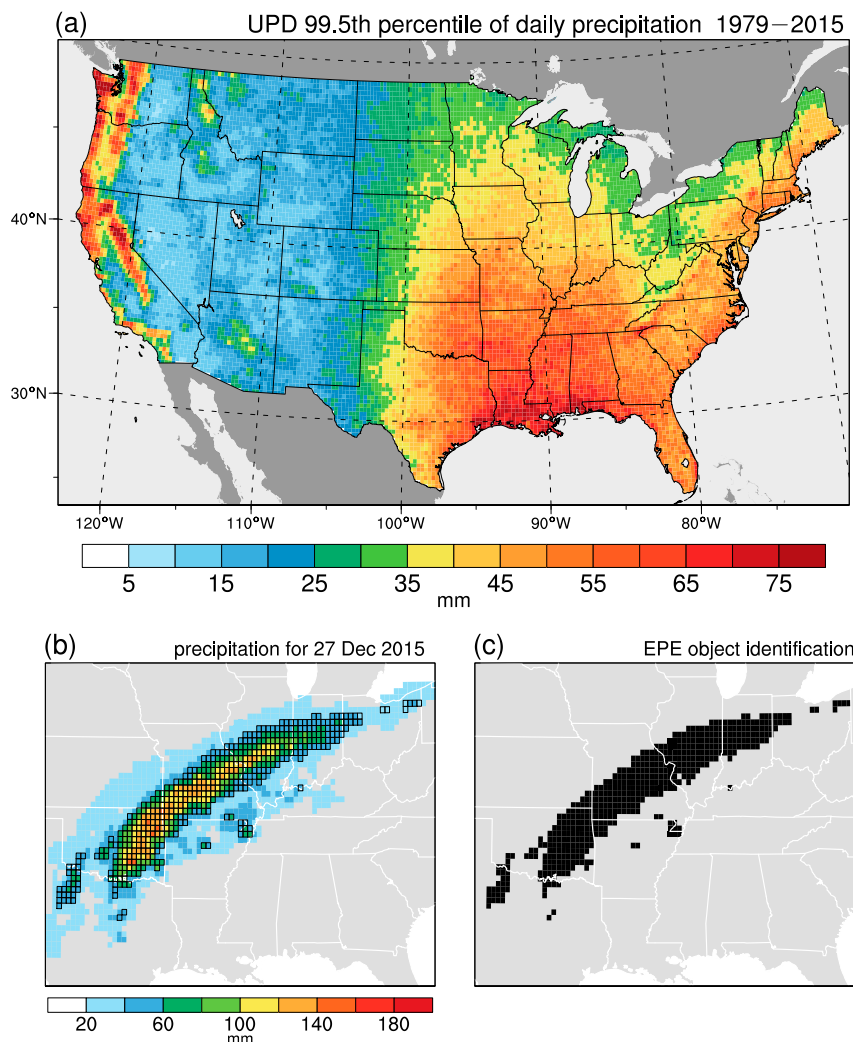 UPD 99.5th percentile of daily precipitation 1979−2015
(a)
40°N
30°N
120°W 110°W 100°W 90°W 80°W
5 15 25 35 45 55 65 75
mm
(b) precipitation for 27 Dec 2015
(c) EPE object identification
20 60 100 140 180
mm